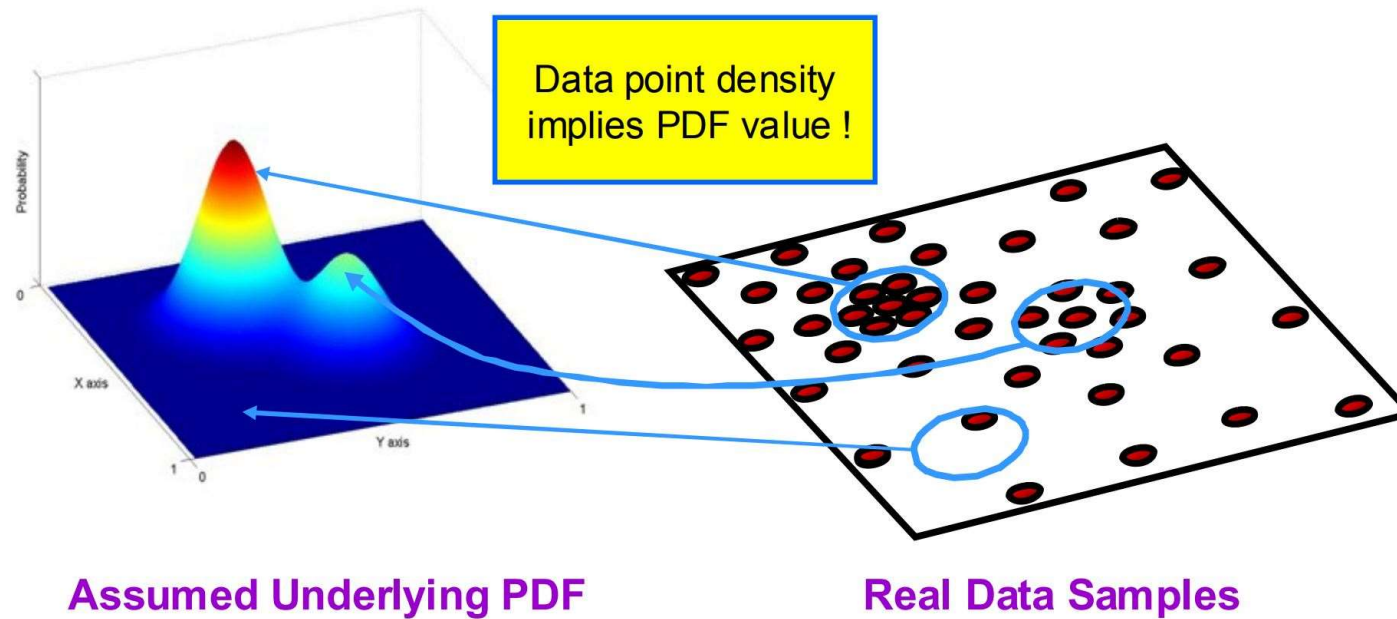 Data point density
implies PDF value !
Probability
0
X axis
1
0
Y axis
1
Assumed Underlying PDF
Real Data Samples